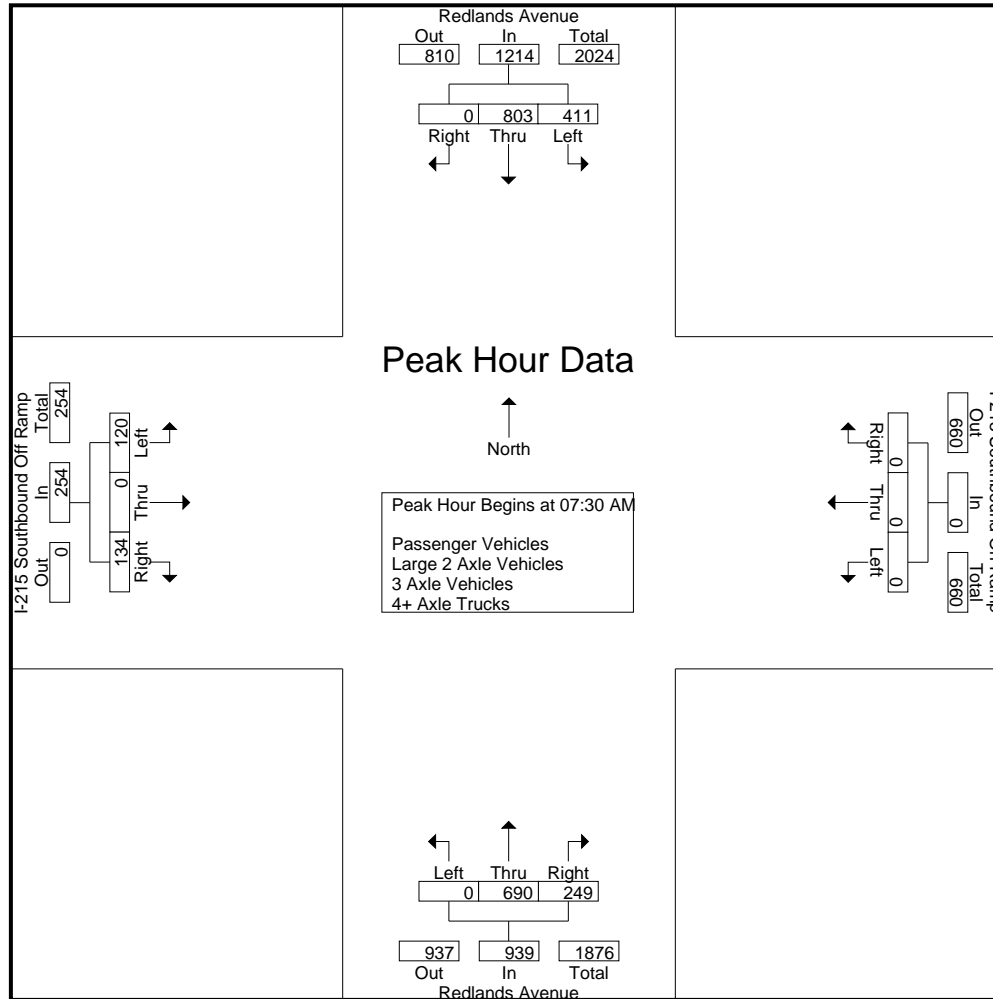 Redlands Avenue
Out In Total
810 1214 2024
0 803 411
Right Thru Left
Peak Hour Data
North
Peak Hour Begins at 07:30 AM
Passenger Vehicles
Large 2 Axle Vehicles
3 Axle Vehicles
4+ Axle Trucks
I-215 Southbound Off Ramp
Out In Total
0 254 254
Right Thru Left
134 0 120
Out In Total
660 0 660
Right Thru Left
0 0 0
Left Thru Right
0 690 249
937 939 1876
Out In Total
Redlands Avenue